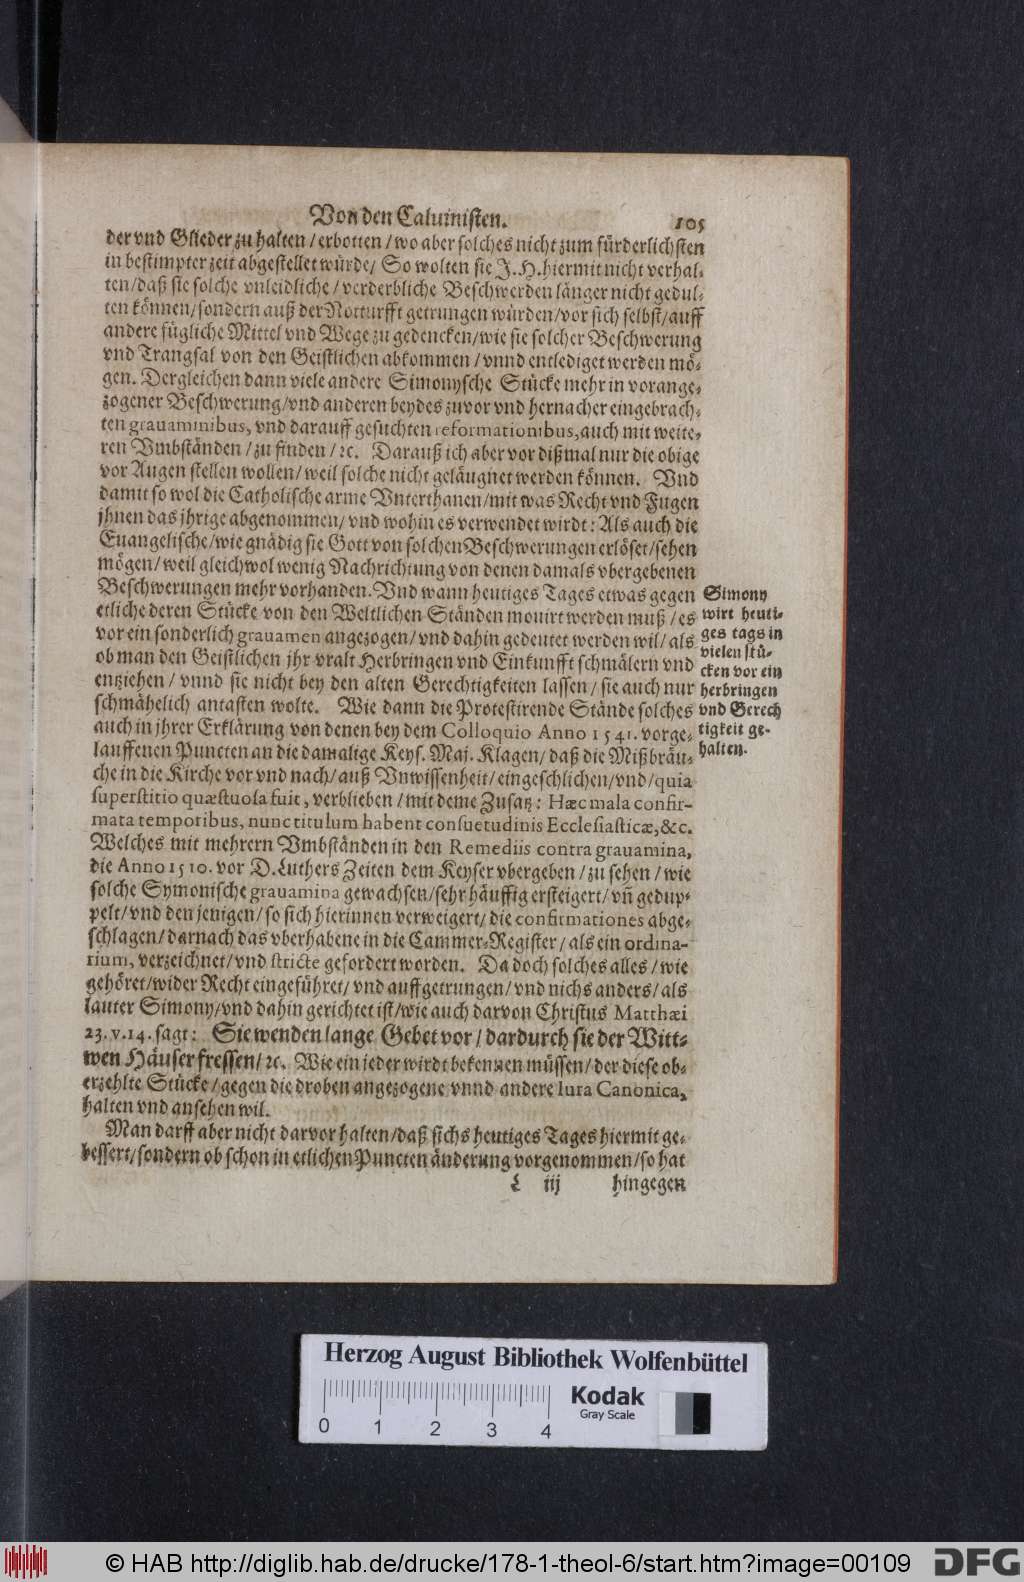 Von den Caluinisten. 105
der vnd Glieder zu halten / erbotten / wo aber solches nicht zum fürderlichsten
in bestimpter zeit abgestellet würde / So wolten sie J. H. hiermit nicht verhal-
ten / daß sie solche vnleidliche / verderbliche Beschwerden länger nicht gedul-
ten können / sondern auß der Notturfft getrungen würden / vor sich selbst / auff
andere fügliche Mittel vnd Wege zu gedencken / wie sie solcher Beschwerung
vnd Trangsal von den Geistlichen abkommen / vnnd entlediget werden mö-
gen. Dergleichen dann viele andere Simonysche Stücke mehr in vorange-
zogener Beschwerung / vnd anderen beydes zuvor vnd hernacher eingebrach-
ten grauaminibus, vnd darauff gesuchten reformationibus, auch mit weite-
ren Vmbständen / zu finden / ꝛc. Darauß ich aber vor dißmal nur die obige
vor Augen stellen wollen / weil solche nicht geläugnet werden können. Vnd
damit so wol die Catholische arme Vnterthanen / mit was Recht vnd Fugen
jhnen das jhrige abgenommen / vnd wohin es verwendet wirdt: Als auch die
Euangelische / wie gnädig sie Gott von solchen Beschwerungen erlöset / sehen
mögen / weil gleichwol wenig Nachrichtung von denen damals vbergebenen
Beschwerungen mehr vorhanden. Vnd wann heutiges Tages etwas gegen
etliche deren Stücke von den Weltlichen Ständen mouirt werden muß / es
vor ein sonderlich grauamen angezogen / vnd dahin gedeutet werden wil / als
ob man den Geistlichen jhr vralt Herbringen vnd Einkunfft schmälern vnd
entziehen / vnnd sie nicht bey den alten Gerechtigkeiten lassen / sie auch nur
schmähelich antasten wolte. Wie dann die Protestirende Stände solches
auch in jhrer Erklärung von denen bey dem Colloquio Anno 1541. vorge-
lauffenen Puncten an die damalige Keys. Maj. Klagen / daß die Mißbräu-
che in die Kirche vor vnd nach / auß Vnwissenheit / eingeschlichen / vnd / quia
superstitio quæstuosa fuit, verblieben / mit deme Zusatz: Hæc mala confir-
mata temporibus, nunc titulum habent consuetudinis Ecclesiasticæ, &c.
Welches mit mehrern Vmbständen in den Remediis contra grauamina,
die Anno 1510. vor D. Luthers Zeiten dem Keyser vbergeben / zu sehen / wie
solche Symonische grauamina gewachsen / sehr häuffig ersteigert / vñ gedup-
pelt / vnd den jenigen / so sich hierinnen verweigert / die confirmationes abge-
schlagen / darnach das vberhabene in die Cammer-Register / als ein ordina-
rium, verzeichnet / vnd stricte gefordert worden. Da doch solches alles / wie
gehöret / wider Recht eingeführet / vnd auffgetrungen / vnd nichs anders / als
lauter Simony / vnd dahin gerichtet ist / wie auch darvon Christus Matthæi
23. v. 14. sagt: Sie wenden lange Gebet vor / dardurch sie der Witt-
wen Häuser fressen / ꝛc. Wie ein jeder wirdt bekennen müssen / der diese ob-
erzehlte Stücke / gegen die droben angezogene vnnd andere Iura Canonica,
halten vnd ansehen wil.
Man darff aber nicht darvor halten / daß sichs heutiges Tages hiermit ge-
bessert / sondern ob schon in etlichen Puncten änderung vorgenommen / so hat
L iij hingegen
Simony
wirt heuti-
ges tags in
vielen stü-
cken vor ein
herbringen
vnd Gerech
tigkeit ge-
halten.
Herzog August Bibliothek Wolfenbüttel
Kodak
Gray Scale
0 1 2 3 4
© HAB http://diglib.hab.de/drucke/178-1-theol-6/start.htm?image=00109
DFG